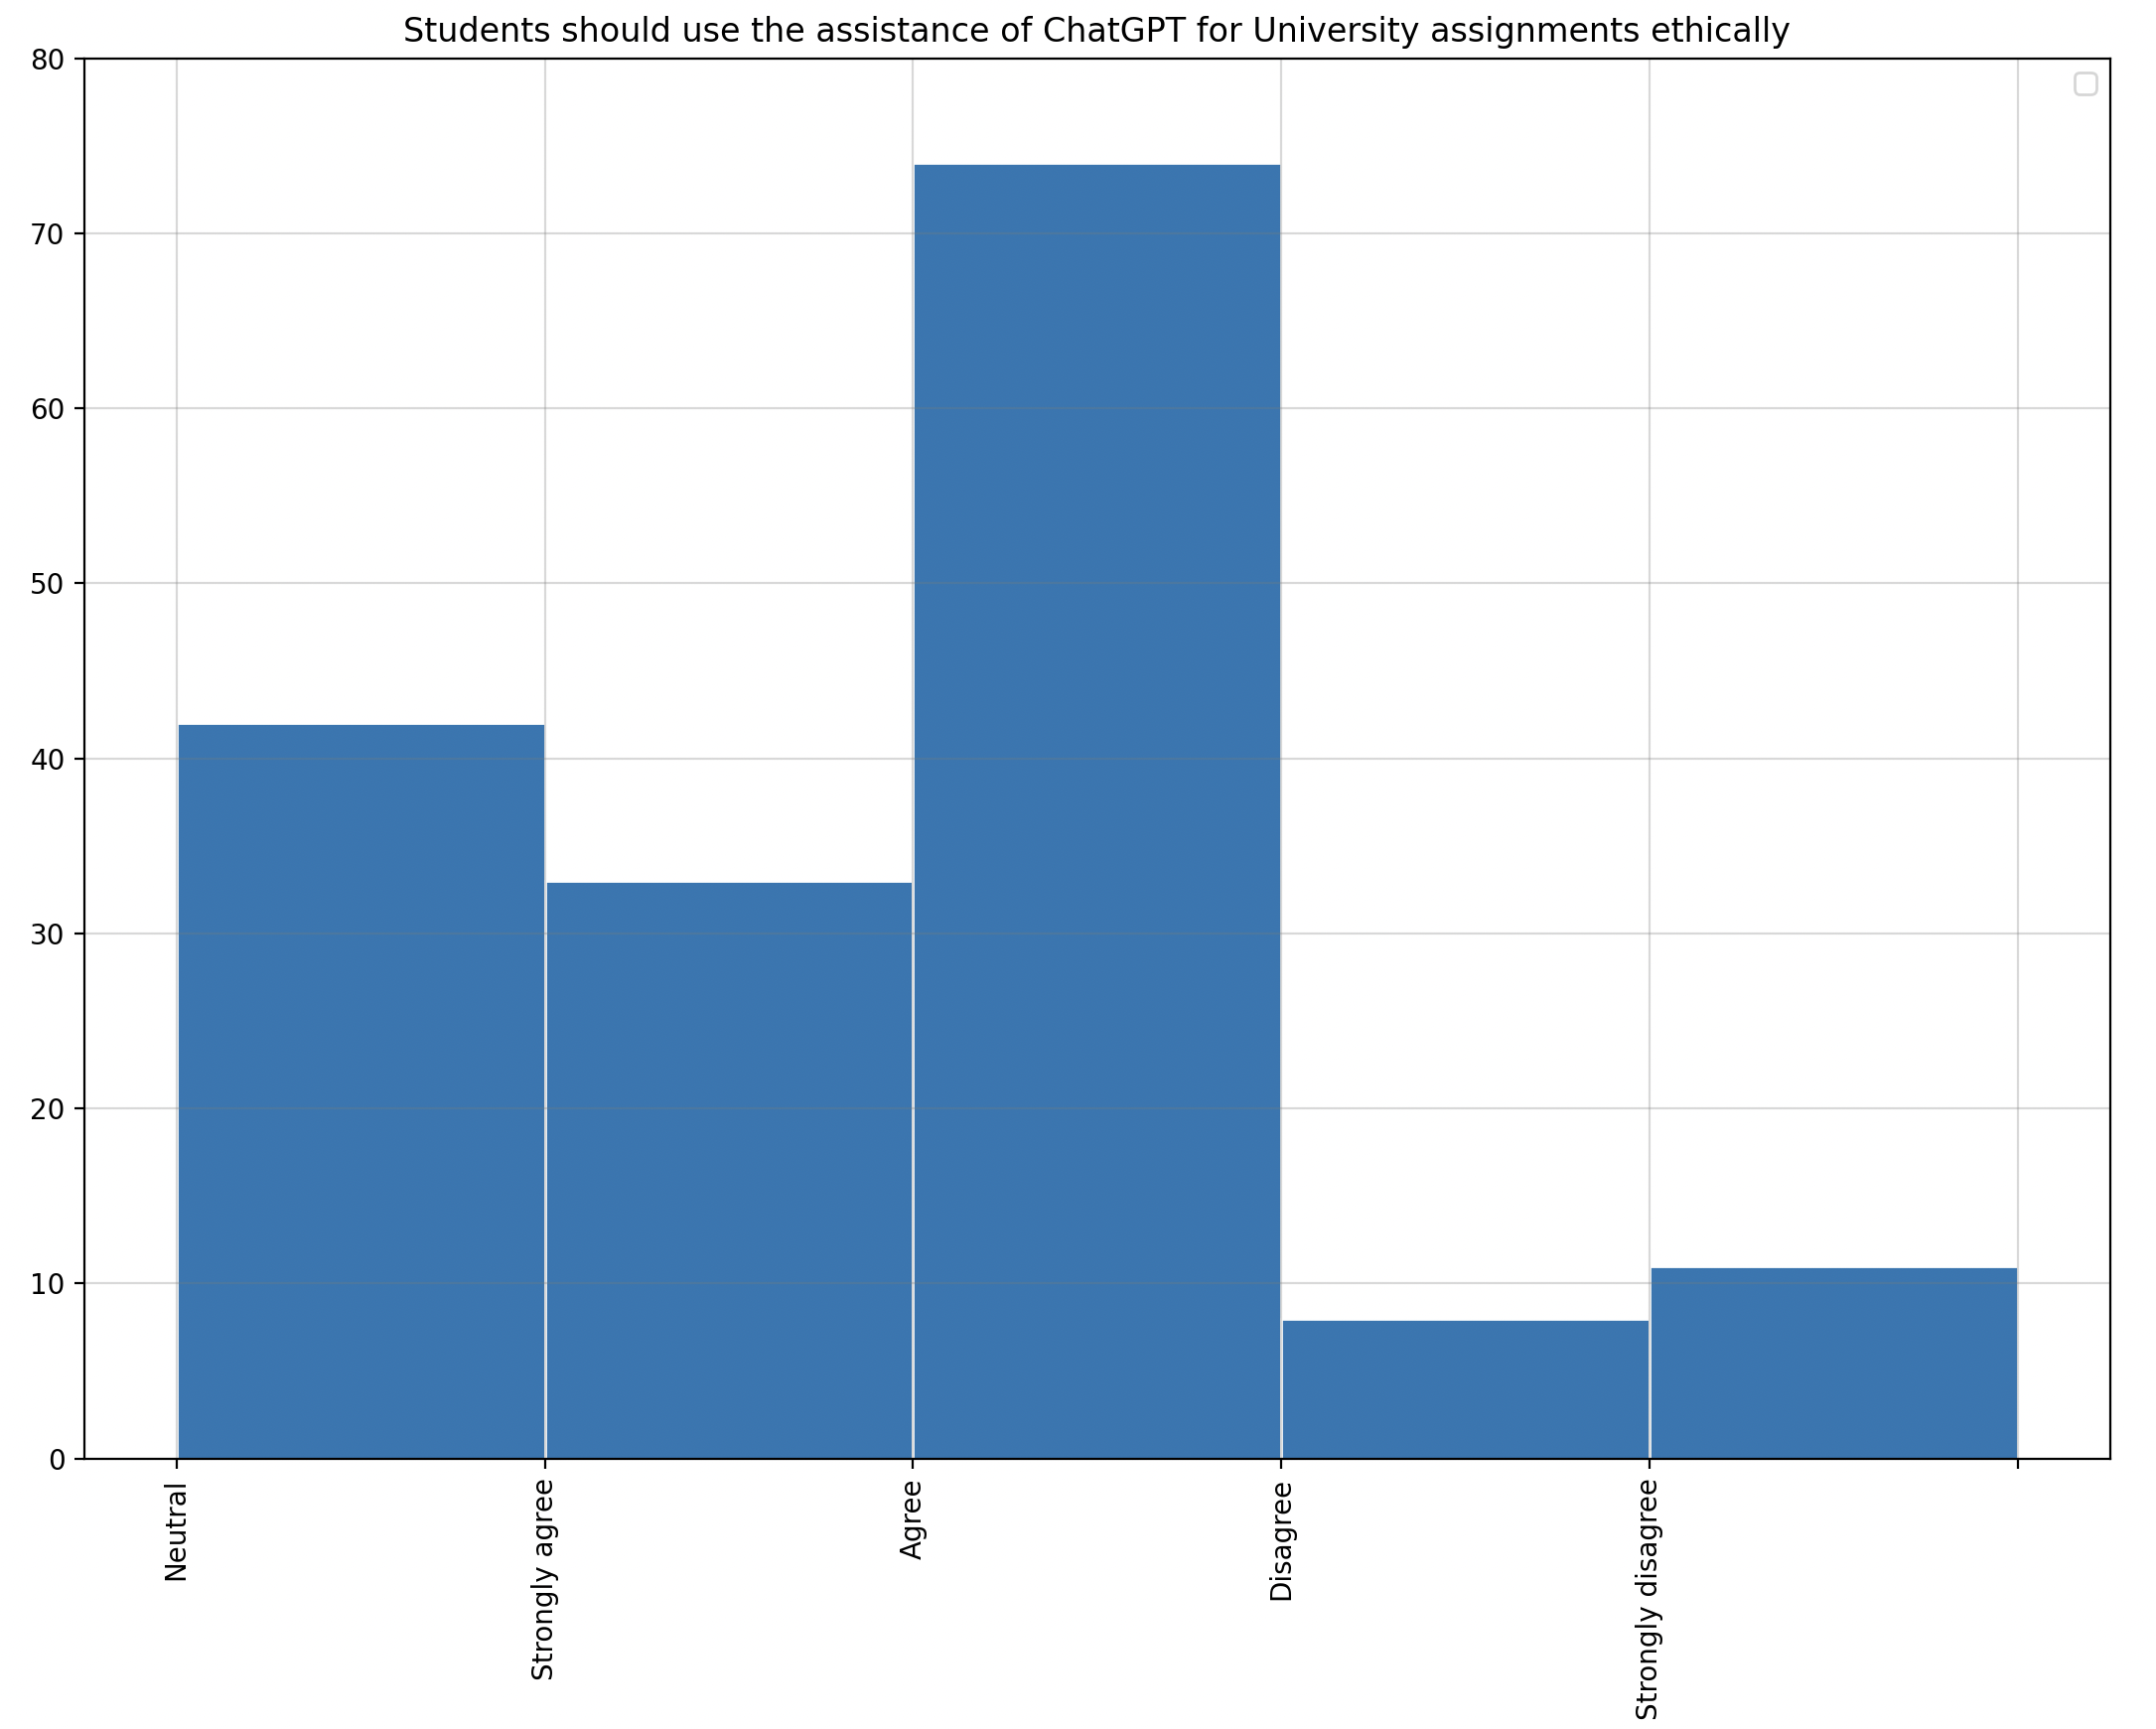 Students should use the assistance of ChatGPT for University assignments ethically
80
70
60
50
40
30
20
10
0
Neutral
Strongly agree
Agree
Disagree
Strongly disagree